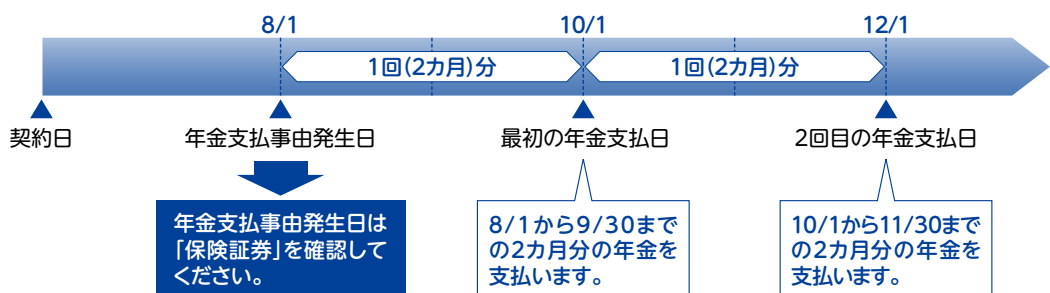 8/1
10/1
12/1
1回(2カ月)分
1回(2カ月)分
契約日
年金支払事由発生日
最初の年金支払日
2回目の年金支払日
年金支払事由発生日は
「保険証券」を確認して
ください。
8/1から9/30まで
の2カ月分の年金を
支払います。
10/1から11/30まで
の2カ月分の年金を
支払います。